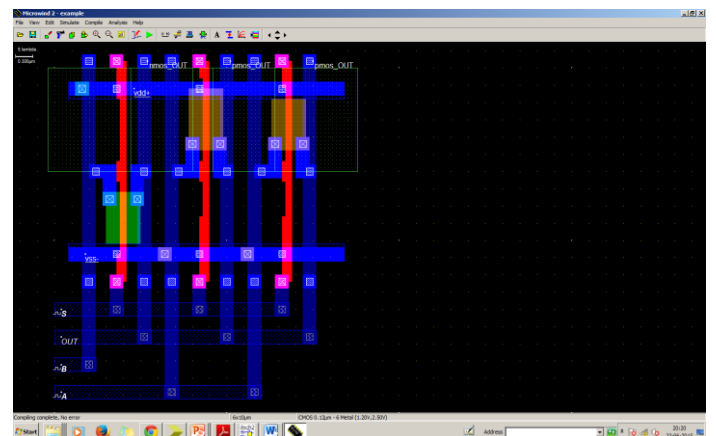 Microwind 2 - example
File View Edit Simulate Compile Analysis Help
5 lambda
0.300µm
nmos_OUT pmos_OUT pmos_OUT
vdd+
vss-
S
OUT
B
A
Compiling complete, No error 6x10µm CMOS 0.12µm - 6 Metal (1.20V,2.50V)
Start Address 20:20